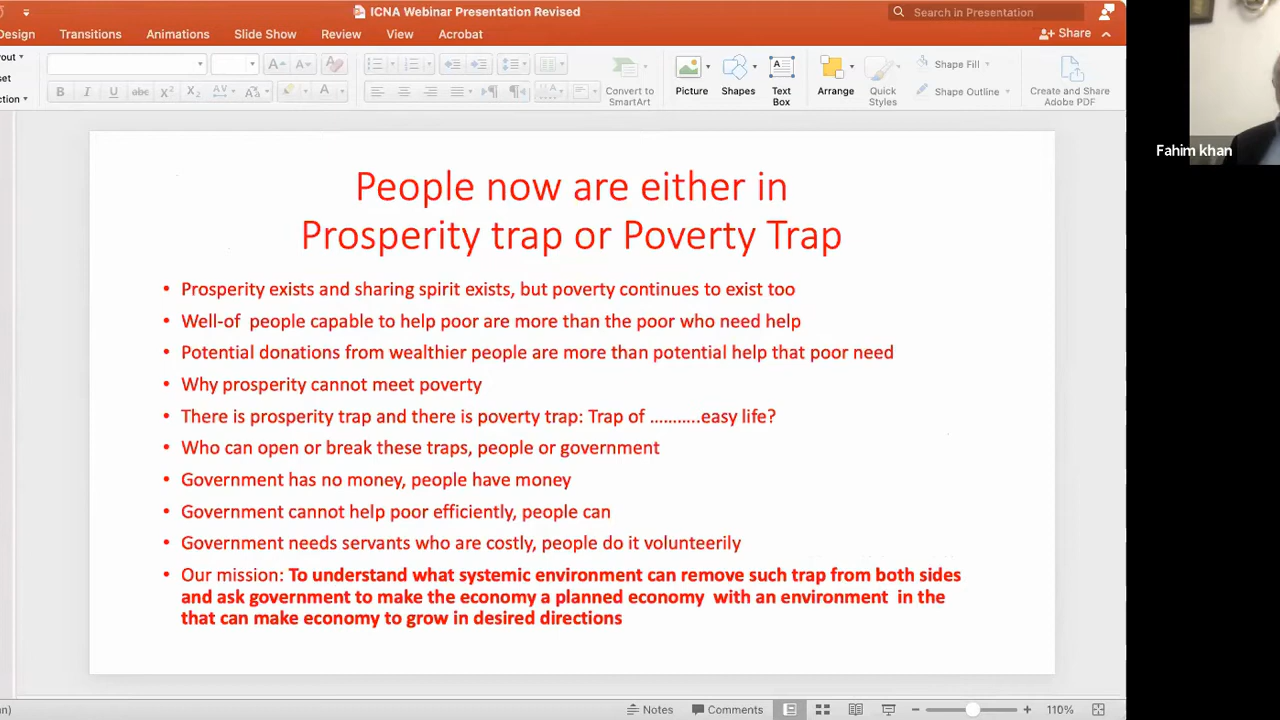 ICNA Webinar Presentation Revised
Search in Presentation
Design Transitions Animations Slide Show Review View Acrobat
Share
Convert to
SmartArt
Picture
Shapes
Text
Box
Arrange
Quick
Styles
Shape Fill
Shape Outline
Create and Share
Adobe PDF
Fahim khan
People now are either in
Prosperity trap or Poverty Trap
• Prosperity exists and sharing spirit exists, but poverty continues to exist too
• Well-of people capable to help poor are more than the poor who need help
• Potential donations from wealthier people are more than potential help that poor need
• Why prosperity cannot meet poverty
• There is prosperity trap and there is poverty trap: Trap of ...........easy life?
• Who can open or break these traps, people or government
• Government has no money, people have money
• Government cannot help poor efficiently, people can
• Government needs servants who are costly, people do it volunteerily
• Our mission: To understand what systemic environment can remove such trap from both sides
and ask government to make the economy a planned economy with an environment in the
that can make economy to grow in desired directions
Notes Comments 110%